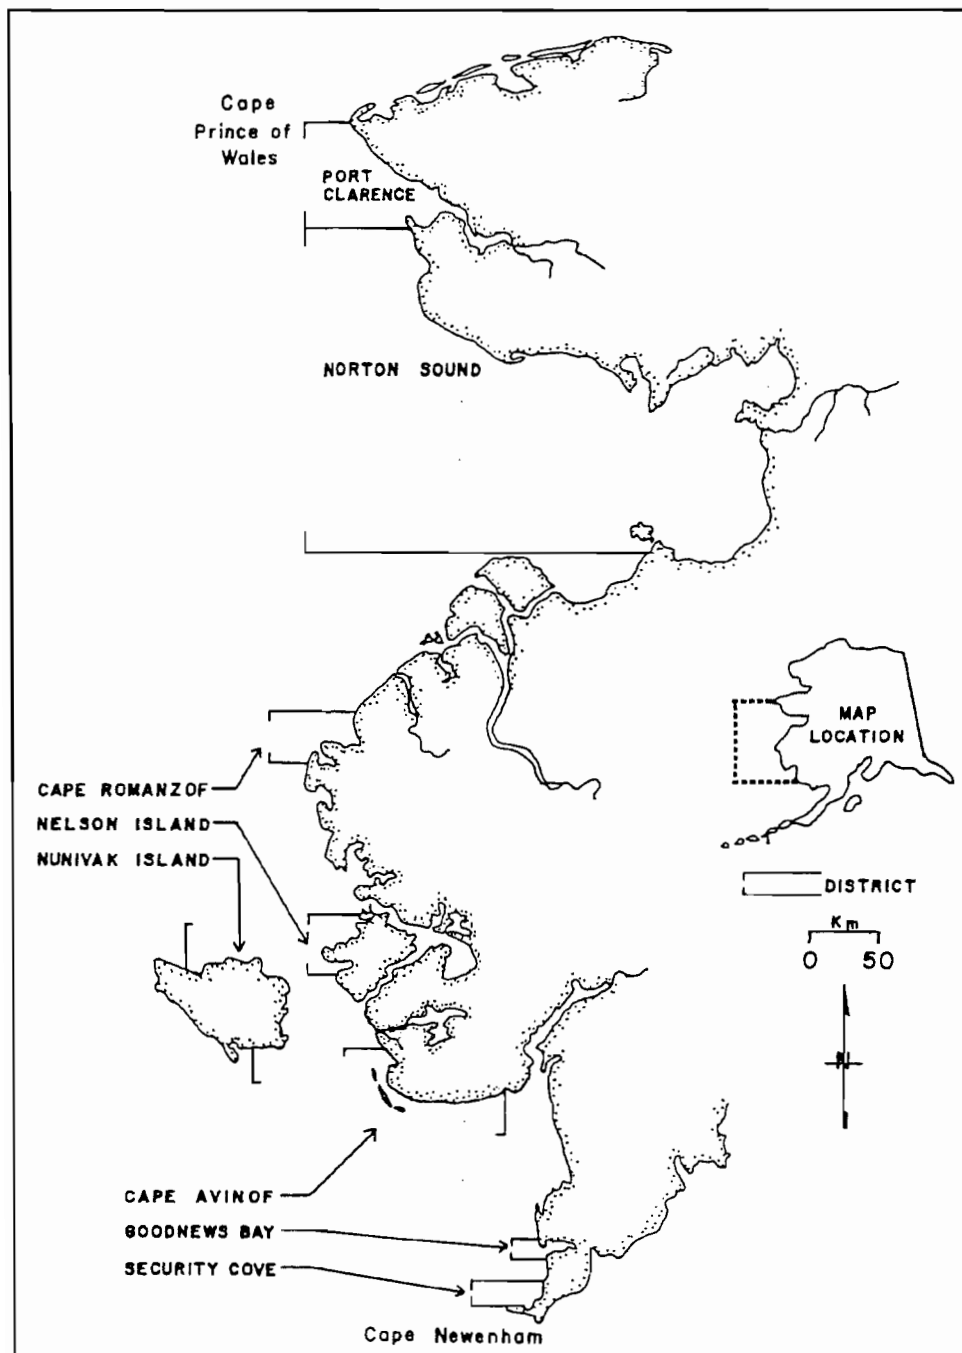 Cape
Prince of
Wales
PORT
CLARENCE
NORTON SOUND
MAP
LOCATION
CAPE ROMANZOF
NELSON ISLAND
NUNIVAK ISLAND
DISTRICT
Km
0 50
N
CAPE AVINOF
GOODNEWS BAY
SECURITY COVE
Cape Newenham